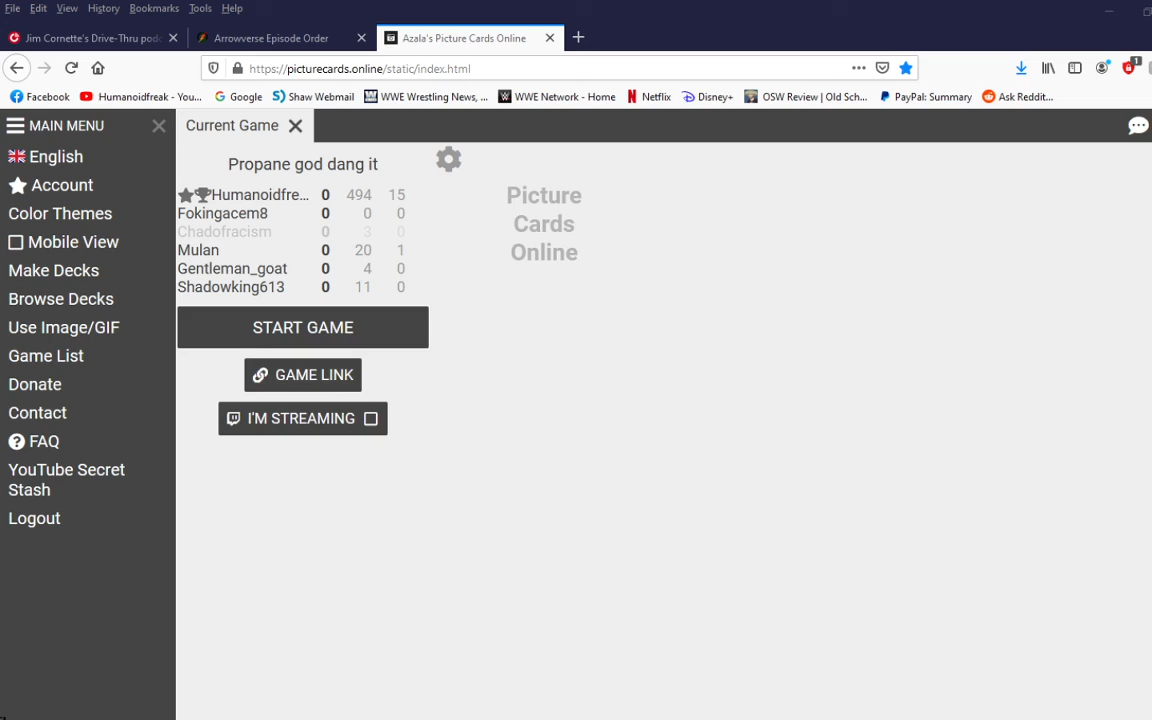 File Edit View History Bookmarks Tools Help
Jim Cornette's Drive-Thru podc
Arrowverse Episode Order
Azala's Picture Cards Online
https://picturecards.online/static/index.html
1
Facebook Humanoidfreak - You... Google Shaw Webmail WWE Wrestling News, ... WWE Network - Home Netflix Disney+ OSW Review | Old Sch... PayPal: Summary Ask Reddit...
MAIN MENU
English
Account
Color Themes
Mobile View
Make Decks
Browse Decks
Use Image/GIF
Game List
Donate
Contact
FAQ
YouTube Secret
Stash
Logout
Current Game
Propane god dang it
Humanoidfre... 0 494 15
Fokingacem8 0 0 0
Chadofracism 0 3 0
Mulan 0 20 1
Gentleman_goat 0 4 0
Shadowking613 0 11 0
START GAME
GAME LINK
I'M STREAMING
Picture
Cards
Online